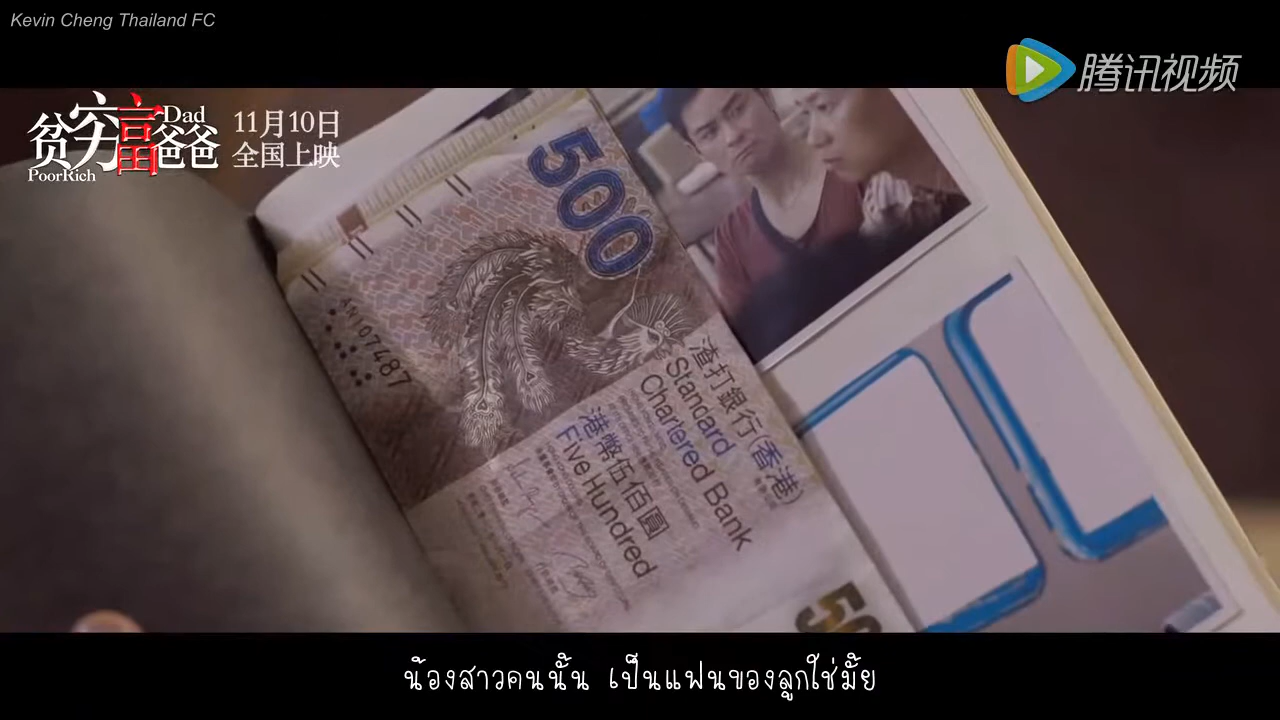 Kevin Cheng Thailand FC
腾讯视频
贫穷富爸爸
Dad
PoorRich
11月10日
全国上映
500
AN107487
渣打銀行(香港)
Standard
Chartered Bank
港幣伍佰圓
Five Hundred
น้องสาวคนนั้น เป็นแฟนของลูกใช่มั้ย